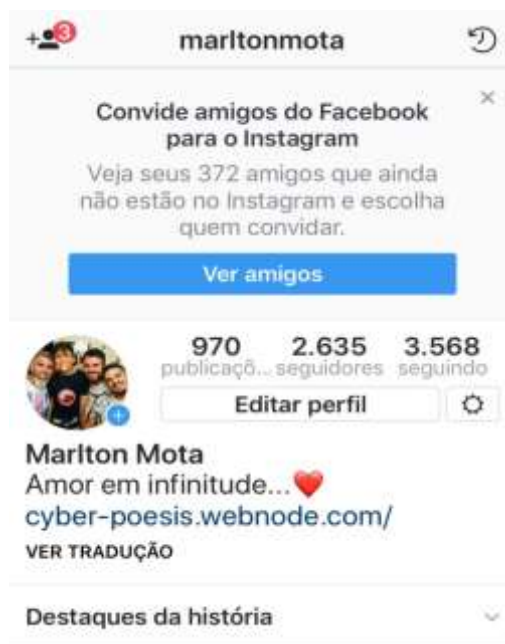 3
marltonmota
Convide amigos do Facebook
para o Instagram
Veja seus 372 amigos que ainda
não estão no Instagram e escolha
quem convidar.
Ver amigos
970 2.635 3.568
publicaçõ... seguidores seguindo
Editar perfil
Marlton Mota
Amor em infinitude...❤️
cyber-poesis.webnode.com/
VER TRADUÇÃO
Destaques da história